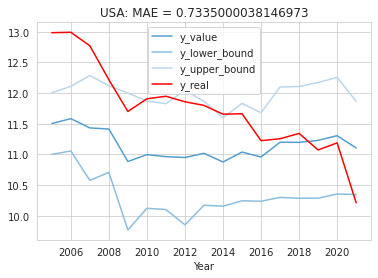 USA: MAE = 0.7335000038146973
13.0
12.5
12.0
11.5
11.0
10.5
10.0
y_value
y_lower_bound
y_upper_bound
y_real
2006 2008 2010 2012 2014 2016 2018 2020
Year